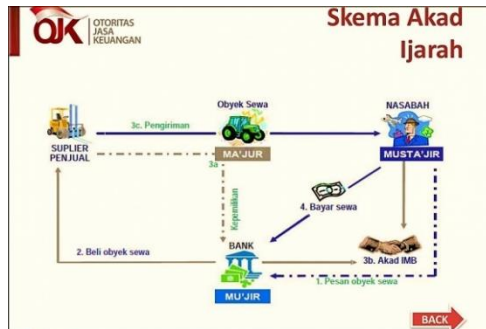 OJK
OTORITAS
JASA
KEUANGAN
Skema Akad
Ijarah
Obyek Sewa
NASABAH
3c. Pengiriman
SUPLIER
PENJUAL
MA'JUR
MUSTA'JIR
3a
Kepemilikan
4. Bayar sewa
BANK
2. Beli obyek sewa
3b. Akad IMB
1. Pesan obyek sewa
MU'JIR
BACK